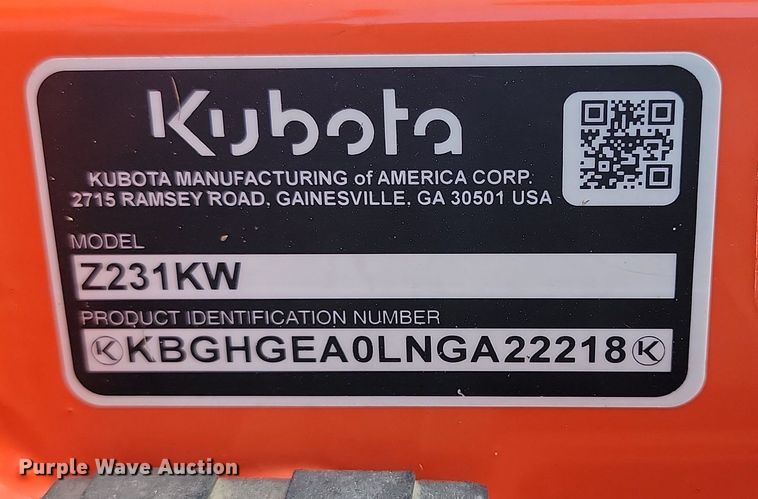 Kubota
KUBOTA MANUFACTURING of AMERICA CORP.
2715 RAMSEY ROAD, GAINESVILLE, GA 30501 USA
MODEL
Z231KW
PRODUCT IDENTIFICATION NUMBER
KKBGHGEA0LNGA22218K
Purple Wave Auction